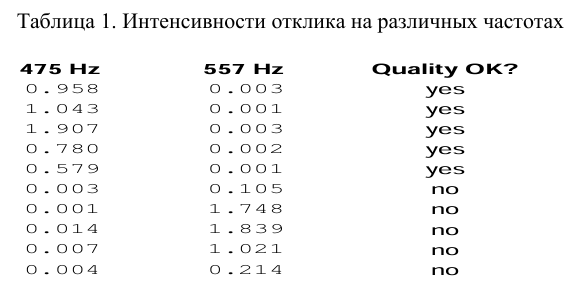 Таблица 1. Интенсивности отклика на различных частотах
475 Hz 557 Hz Quality OK?
0.958 0.003 yes
1.043 0.001 yes
1.907 0.003 yes
0.780 0.002 yes
0.579 0.001 yes
0.003 0.105 no
0.001 1.748 no
0.014 1.839 no
0.007 1.021 no
0.004 0.214 no